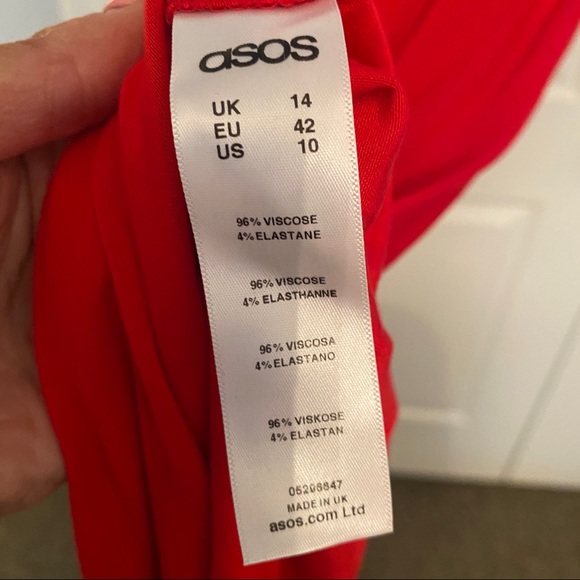 asos
UK 14
EU 42
US 10
96% VISCOSE
4% ELASTANE
96% VISCOSE
4% ELASTHANNE
96% VISCOSA
4% ELASTANO
96% VISKOSE
4% ELASTAN
05298847
MADE IN UK
asos.com Ltd